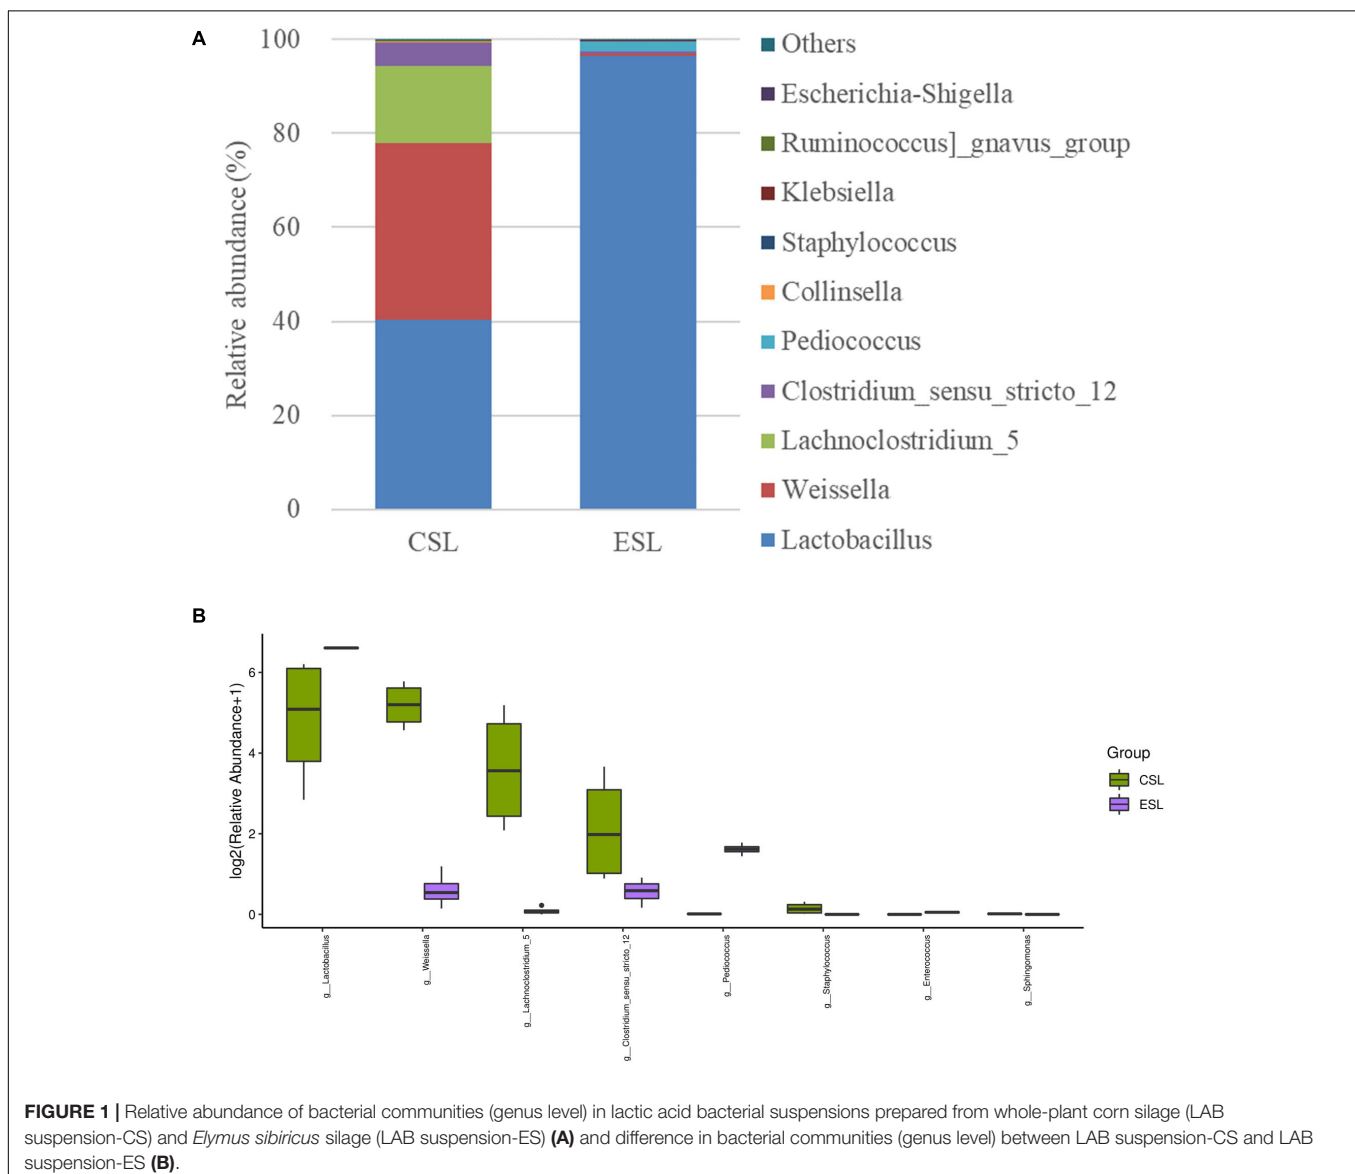 A
100
80
60
40
20
0
Relative abundance(%)
CSL
ESL
Others
Escherichia-Shigella
Ruminococcus]_gnavus_group
Klebsiella
Staphylococcus
Collinsella
Pediococcus
Clostridium_sensu_stricto_12
Lachnoclostridium_5
Weissella
Lactobacillus
B
6
4
2
0
log2(Relative Abundance+1)
g__Lactobacillus
g__Weissella
g__Lachnoclostridium_5
g__Clostridium_sensu_stricto_12
g__Pediococcus
g__Staphylococcus
g__Enterococcus
g__Sphingomonas
Group
CSL
ESL
FIGURE 1 | Relative abundance of bacterial communities (genus level) in lactic acid bacterial suspensions prepared from whole-plant corn silage (LAB
suspension-CS) and Elymus sibiricus silage (LAB suspension-ES) (A) and difference in bacterial communities (genus level) between LAB suspension-CS and LAB
suspension-ES (B).